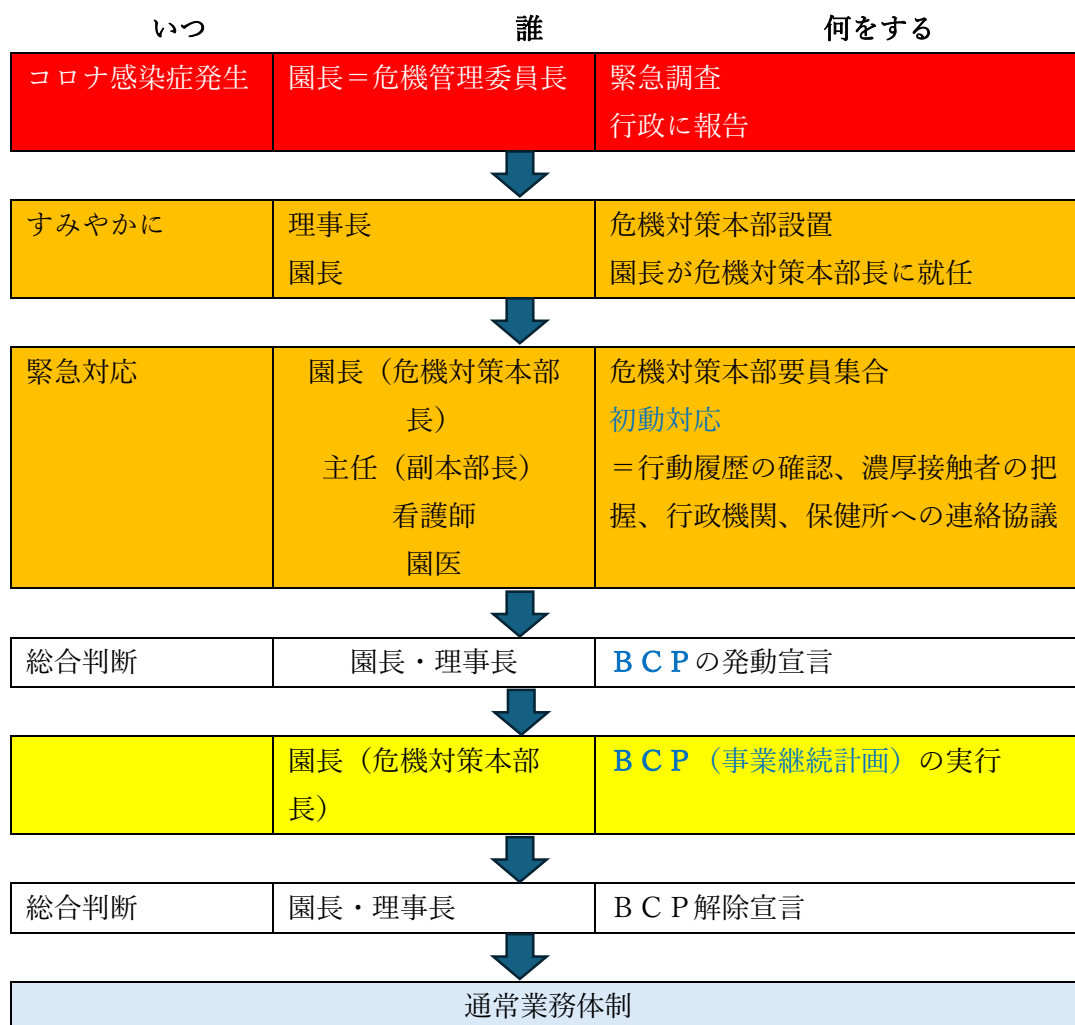 いつ 誰 何をする
コロナ感染症発生 園長＝危機管理委員長 緊急調査
行政に報告
すみやかに 理事長 危機対策本部設置
園長 園長が危機対策本部長に就任
緊急対応 園長（危機対策本部 危機対策本部要員集合
長） 初動対応
主任（副本部長） ＝行動履歴の確認、濃厚接触者の把
看護師 握、行政機関、保健所への連絡協議
園医
総合判断 園長・理事長 ＢＣＰの発動宣言
園長（危機対策本部 ＢＣＰ（事業継続計画）の実行
長）
総合判断 園長・理事長 ＢＣＰ解除宣言
通常業務体制